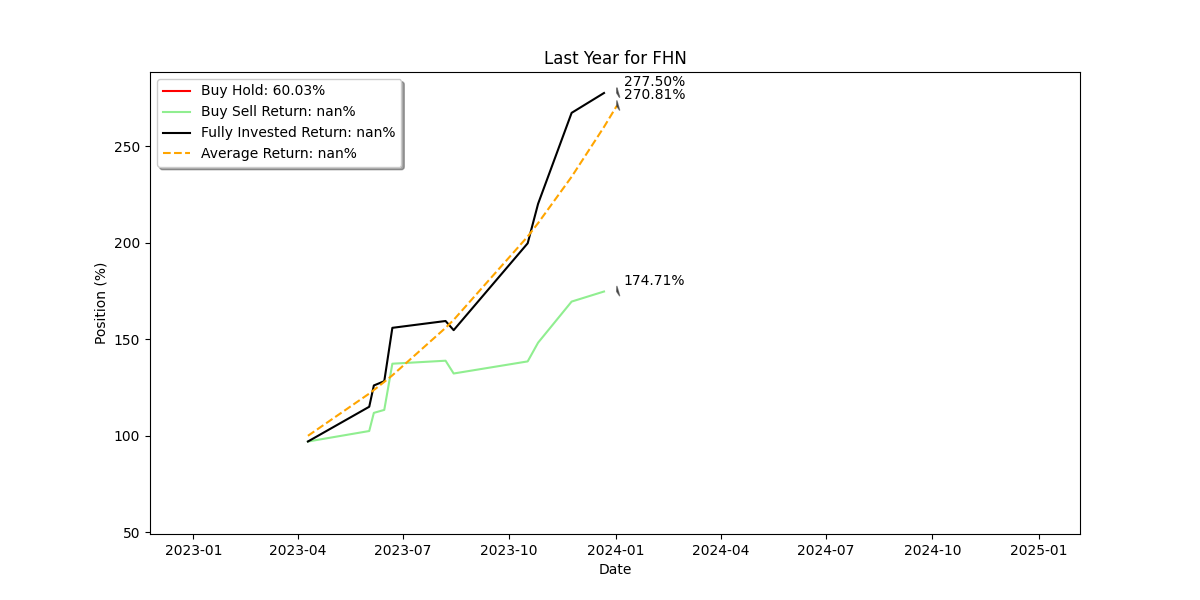 Last Year for FHN
277.50%
270.81%
Buy Hold: 60.03%
Buy Sell Return: nan%
Fully Invested Return: nan%
Average Return: nan%
250
200
174.71%
150
100
50
Position (%)
2023-01 2023-04 2023-07 2023-10 2024-01 2024-04 2024-07 2024-10 2025-01
Date